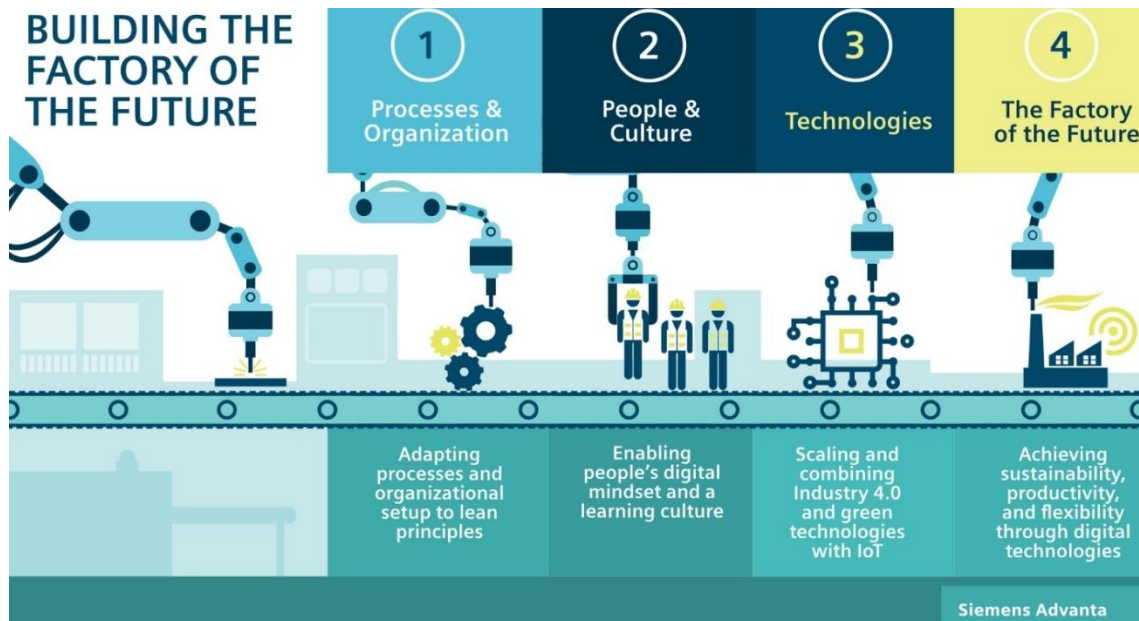 BUILDING THE
FACTORY OF
THE FUTURE
1
Processes &
Organization
2
People &
Culture
3
Technologies
4
The Factory
of the Future
Adapting
processes and
organizational
setup to lean
principles
Enabling
people's digital
mindset and a
learning culture
Scaling and
combining
Industry 4.0
and green
technologies
with IoT
Achieving
sustainability,
productivity,
and flexibility
through digital
technologies
Siemens Advanta